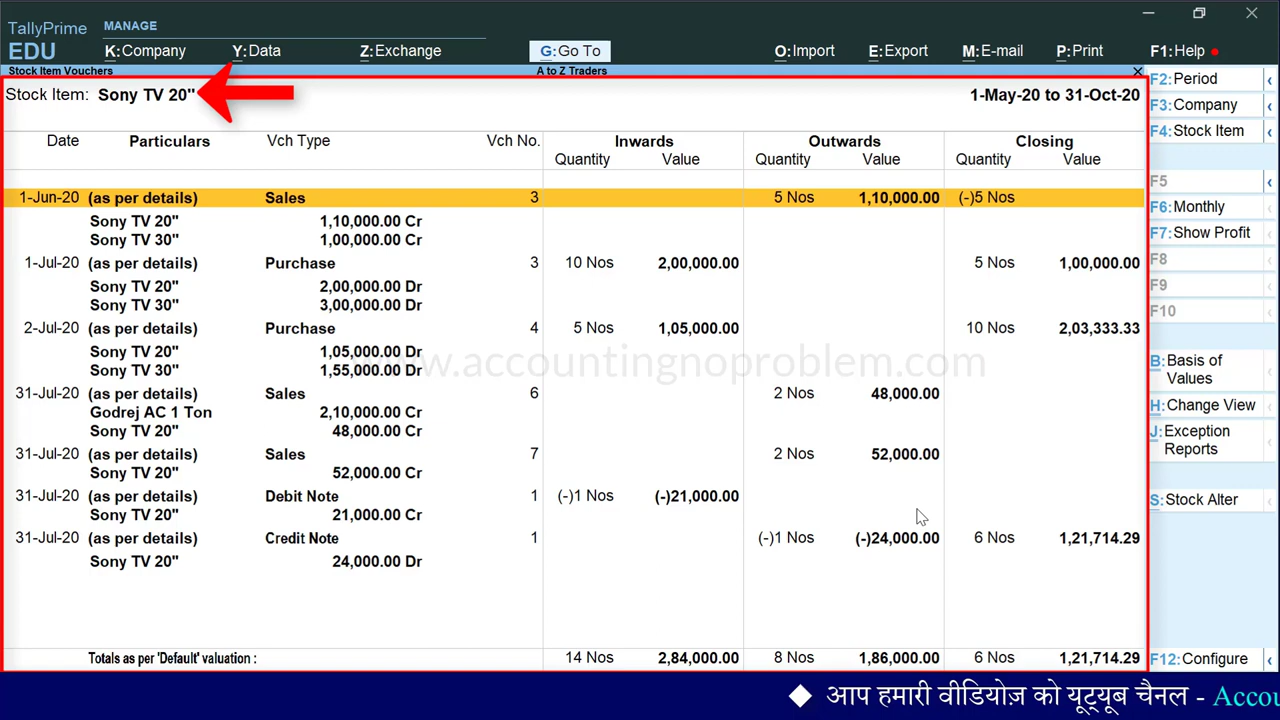 TallyPrime MANAGE
EDU K:Company Y:Data Z:Exchange G:Go To O:Import E:Export M:E-mail P:Print F1:Help
Stock Item Vouchers A to Z Traders
Stock Item: Sony TV 20" 1-May-20 to 31-Oct-20
Date Particulars Vch Type Vch No. Inwards Outwards Closing
Quantity Value Quantity Value Quantity Value
1-Jun-20 (as per details) Sales 3 5 Nos 1,10,000.00 (-)5 Nos
Sony TV 20" 1,10,000.00 Cr
Sony TV 30" 1,00,000.00 Cr
1-Jul-20 (as per details) Purchase 3 10 Nos 2,00,000.00 5 Nos 1,00,000.00
Sony TV 20" 2,00,000.00 Dr
Sony TV 30" 3,00,000.00 Dr
2-Jul-20 (as per details) Purchase 4 5 Nos 1,05,000.00 10 Nos 2,03,333.33
Sony TV 20" 1,05,000.00 Dr
Sony TV 30" 1,55,000.00 Dr
www.accountingnoproblem.com
31-Jul-20 (as per details) Sales 6 2 Nos 48,000.00
Godrej AC 1 Ton 2,10,000.00 Cr
Sony TV 20" 48,000.00 Cr
31-Jul-20 (as per details) Sales 7 2 Nos 52,000.00
Sony TV 20" 52,000.00 Cr
31-Jul-20 (as per details) Debit Note 1 (-)1 Nos (-)21,000.00
Sony TV 20" 21,000.00 Cr
31-Jul-20 (as per details) Credit Note 1 (-)1 Nos (-)24,000.00 6 Nos 1,21,714.29
Sony TV 20" 24,000.00 Dr
Totals as per 'Default' valuation : 14 Nos 2,84,000.00 8 Nos 1,86,000.00 6 Nos 1,21,714.29
F2:Period
F3:Company
F4:Stock Item
F5
F6:Monthly
F7:Show Profit
F8
F9
F10
B:Basis of
Values
H:Change View
J:Exception
Reports
S:Stock Alter
F12:Configure
◆ आप हमारी वीडियोज़ को यूट्यूब चैनल - Accou